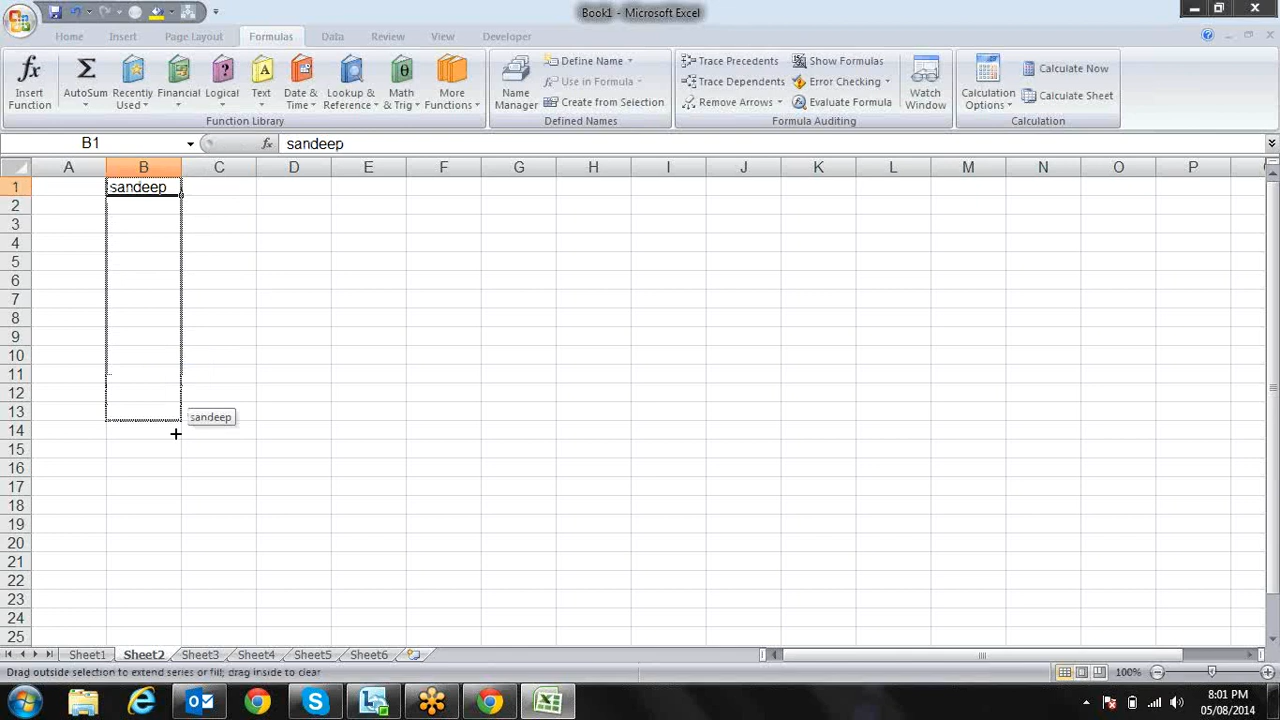 Book1 - Microsoft Excel
Home Insert Page Layout Formulas Data Review View Developer
fx Insert Function
Σ AutoSum
Recently Used
Financial
Logical
A Text
Date & Time
Lookup & Reference
θ Math & Trig
More Functions
Function Library
Name Manager
Define Name
Use in Formula
Create from Selection
Defined Names
Trace Precedents
Trace Dependents
Remove Arrows
Show Formulas
Error Checking
Evaluate Formula
Formula Auditing
Watch Window
Calculation Options
Calculate Now
Calculate Sheet
Calculation
B1 fx sandeep
A B C D E F G H I J K L M N O P
1 sandeep
2
3
4
5
6
7
8
9
10
11
12
13 sandeep
14
15
16
17
18
19
20
21
22
23
24
25
Sheet1 Sheet2 Sheet3 Sheet4 Sheet5 Sheet6
Drag outside selection to extend series or fill; drag inside to clear 100%
8:01 PM
05/08/2014